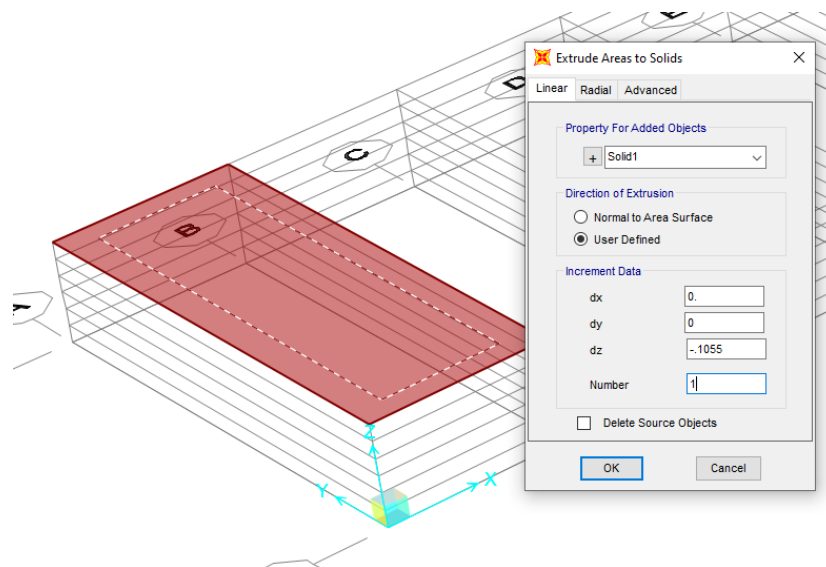 Extrude Areas to Solids
Linear
Radial
Advanced
Property For Added Objects
+
Solid1
Direction of Extrusion
Normal to Area Surface
User Defined
Increment Data
dx
0.
dy
0
dz
-.1055
Number
1
Delete Source Objects
OK
Cancel
E
D
C
B
A
Z
Y
X